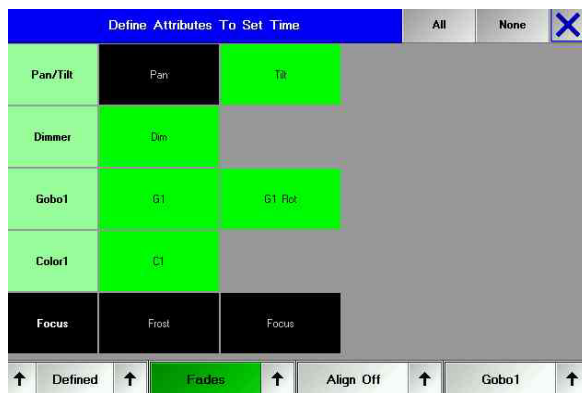 Define Attributes To Set Time All None
Pan/Tilt Pan Tilt
Dimmer Dim
Gobo1 G1 G1 Rot
Color1 C1
Focus Frost Focus
Defined Fades Align Off Gobo1